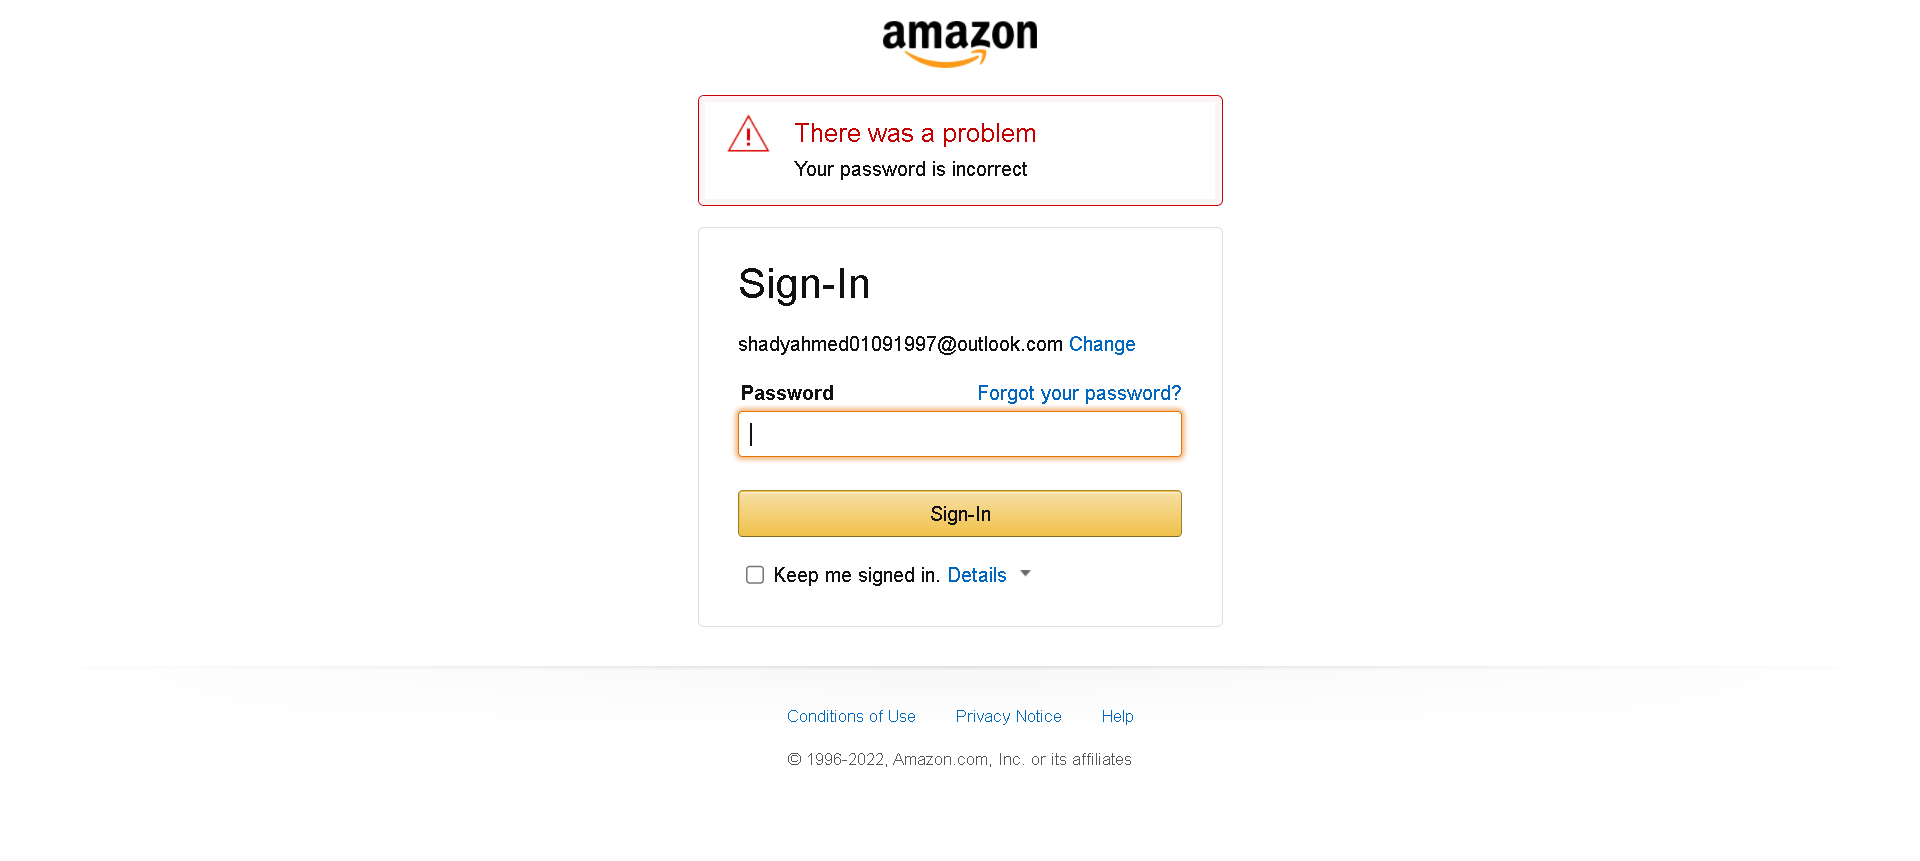 amazon
There was a problem
Your password is incorrect
Sign-In
shadyahmed01091997@outlook.com Change
Password Forgot your password?
Sign-In
Keep me signed in. Details
Conditions of Use Privacy Notice Help
© 1996-2022, Amazon.com, Inc. or its affiliates